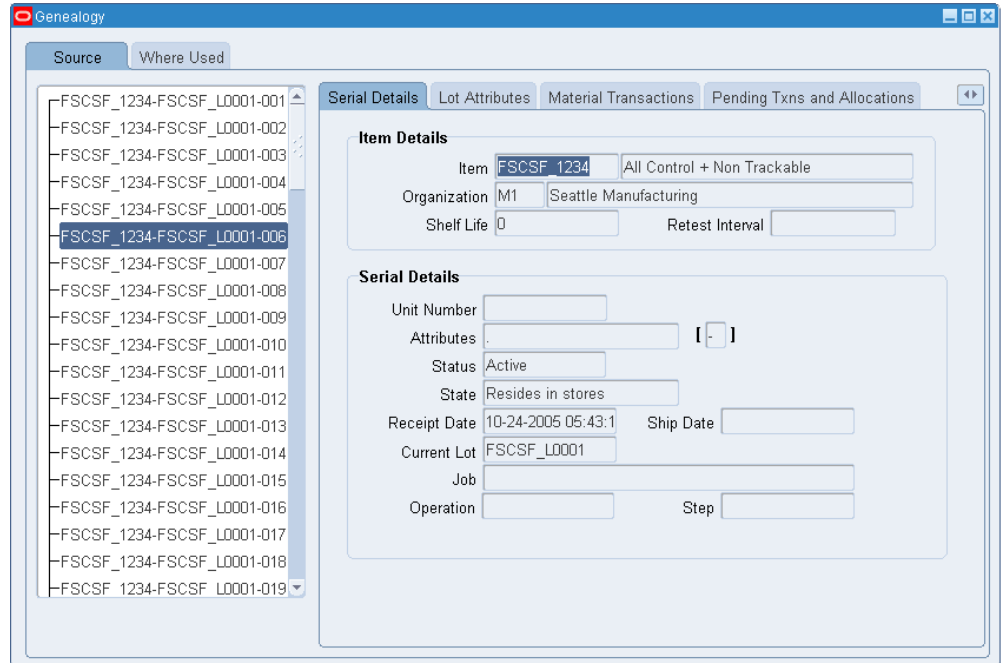 Genealogy
Source Where Used
FSCSF_1234-FSCSF_L0001-001
FSCSF_1234-FSCSF_L0001-002
FSCSF_1234-FSCSF_L0001-003
FSCSF_1234-FSCSF_L0001-004
FSCSF_1234-FSCSF_L0001-005
FSCSF_1234-FSCSF_L0001-006
FSCSF_1234-FSCSF_L0001-007
FSCSF_1234-FSCSF_L0001-008
FSCSF_1234-FSCSF_L0001-009
FSCSF_1234-FSCSF_L0001-010
FSCSF_1234-FSCSF_L0001-011
FSCSF_1234-FSCSF_L0001-012
FSCSF_1234-FSCSF_L0001-013
FSCSF_1234-FSCSF_L0001-014
FSCSF_1234-FSCSF_L0001-015
FSCSF_1234-FSCSF_L0001-016
FSCSF_1234-FSCSF_L0001-017
FSCSF_1234-FSCSF_L0001-018
FSCSF_1234-FSCSF_L0001-019
Serial Details Lot Attributes Material Transactions Pending Txns and Allocations
Item Details
Item FSCSF_1234 All Control + Non Trackable
Organization M1 Seattle Manufacturing
Shelf Life 0 Retest Interval
Serial Details
Unit Number
Attributes . [ - ]
Status Active
State Resides in stores
Receipt Date 10-24-2005 05:43:1 Ship Date
Current Lot FSCSF_L0001
Job
Operation Step